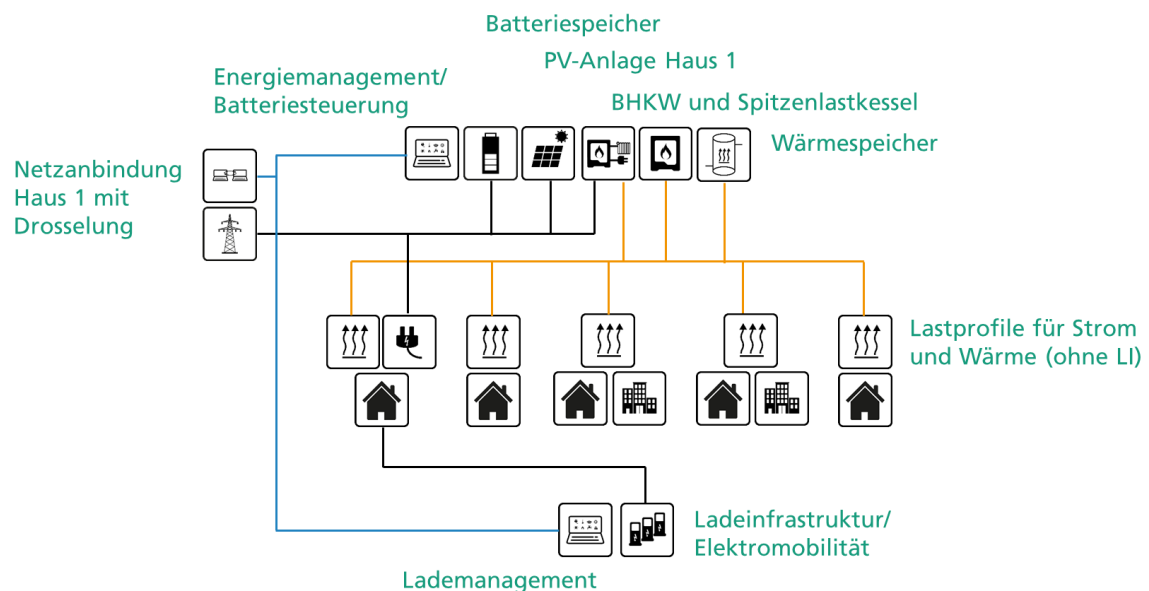 Batteriespeicher
PV-Anlage Haus 1
Energiemanagement/
Batteriesteuerung
BHKW und Spitzenlastkessel
Wärmespeicher
Netzanbindung
Haus 1 mit
Drosselung
Lastprofile für Strom
und Wärme (ohne LI)
Ladeinfrastruktur/
Elektromobilität
Lademanagement